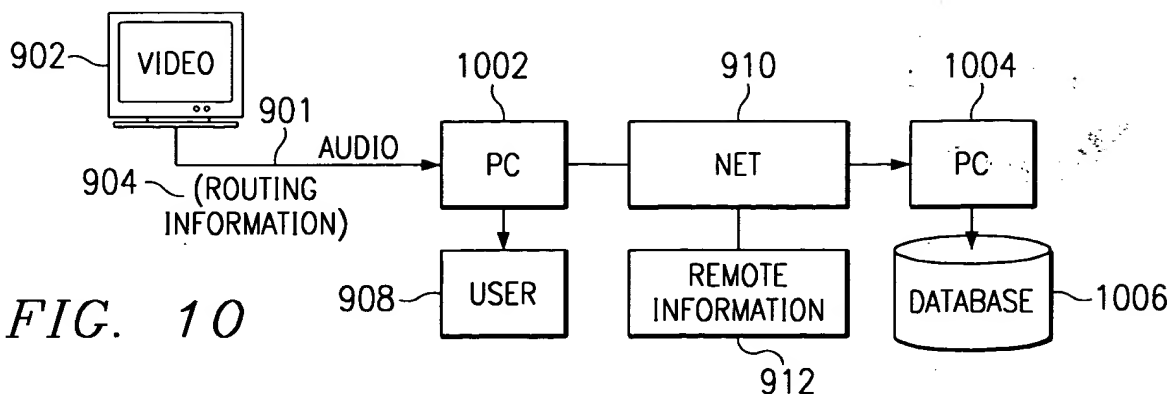 902
VIDEO
901
AUDIO
904
(ROUTING
INFORMATION)
1002
PC
910
NET
1004
PC
908
USER
REMOTE
INFORMATION
912
DATABASE
1006
FIG. 10